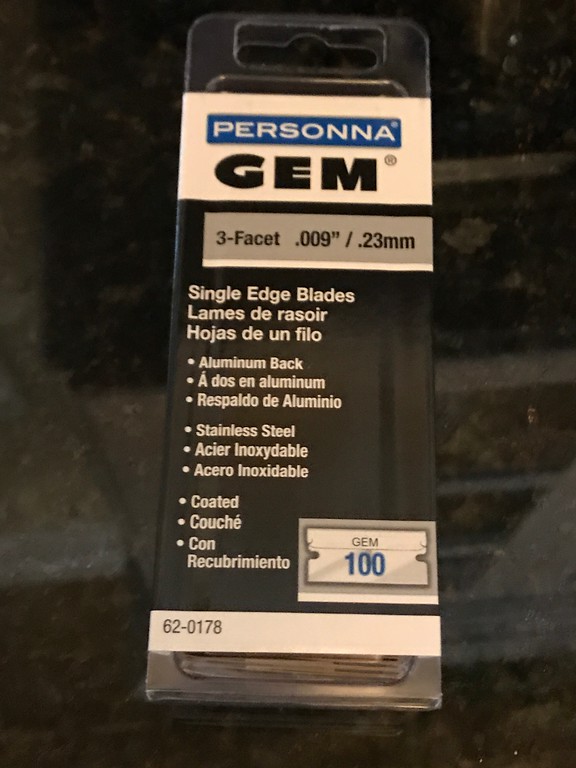 PERSONNA®
GEM®
3-Facet .009" / .23mm
Single Edge Blades
Lames de rasoir
Hojas de un filo
• Aluminum Back
• Á dos en aluminum
• Respaldo de Aluminio
• Stainless Steel
• Acier Inoxydable
• Acero Inoxidable
• Coated
• Couché
• Con
Recubrimiento
GEM
100
62-0178